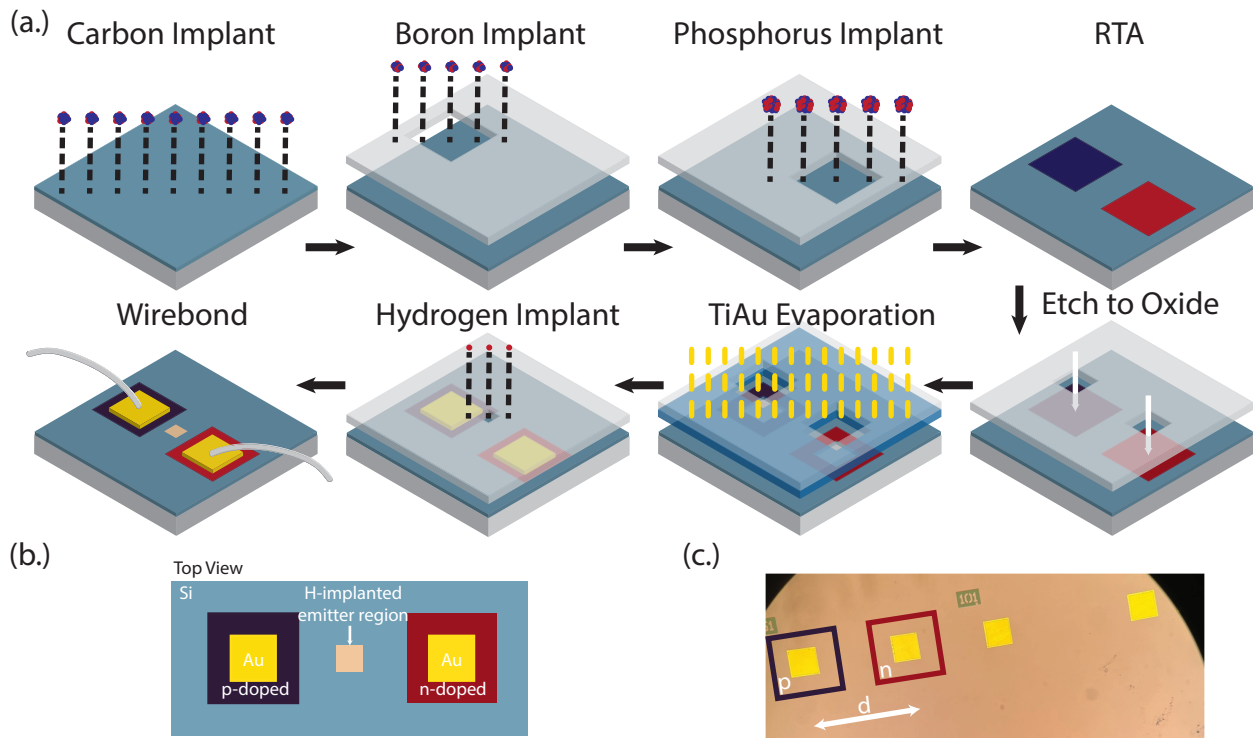 (a.)
Carbon Implant
Boron Implant
Phosphorus Implant
RTA
Etch to Oxide
TiAu Evaporation
Hydrogen Implant
Wirebond
(b.)
Top View
Si
H-implanted
emitter region
Au
p-doped
Au
n-doped
(c.)
101
p
n
d